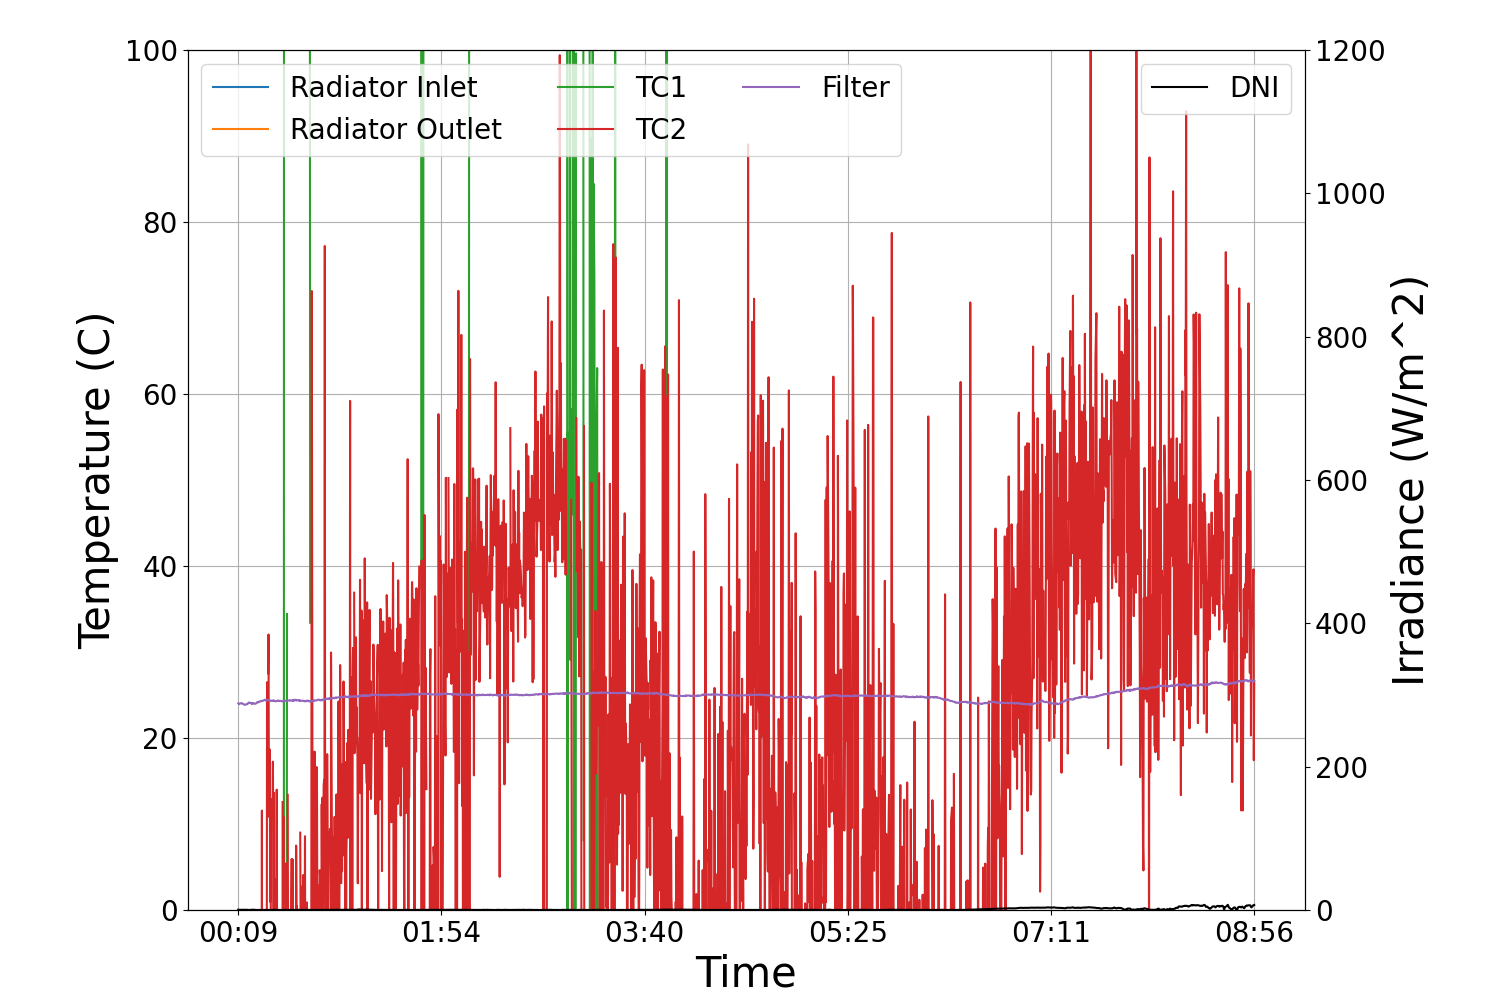 100
80
60
40
20
0
Temperature (C)
Radiator Inlet
Radiator Outlet
TC1
TC2
Filter
DNI
1200
1000
800
600
400
200
0
Irradiance (W/m^2)
00:09
01:54
03:40
05:25
07:11
08:56
Time